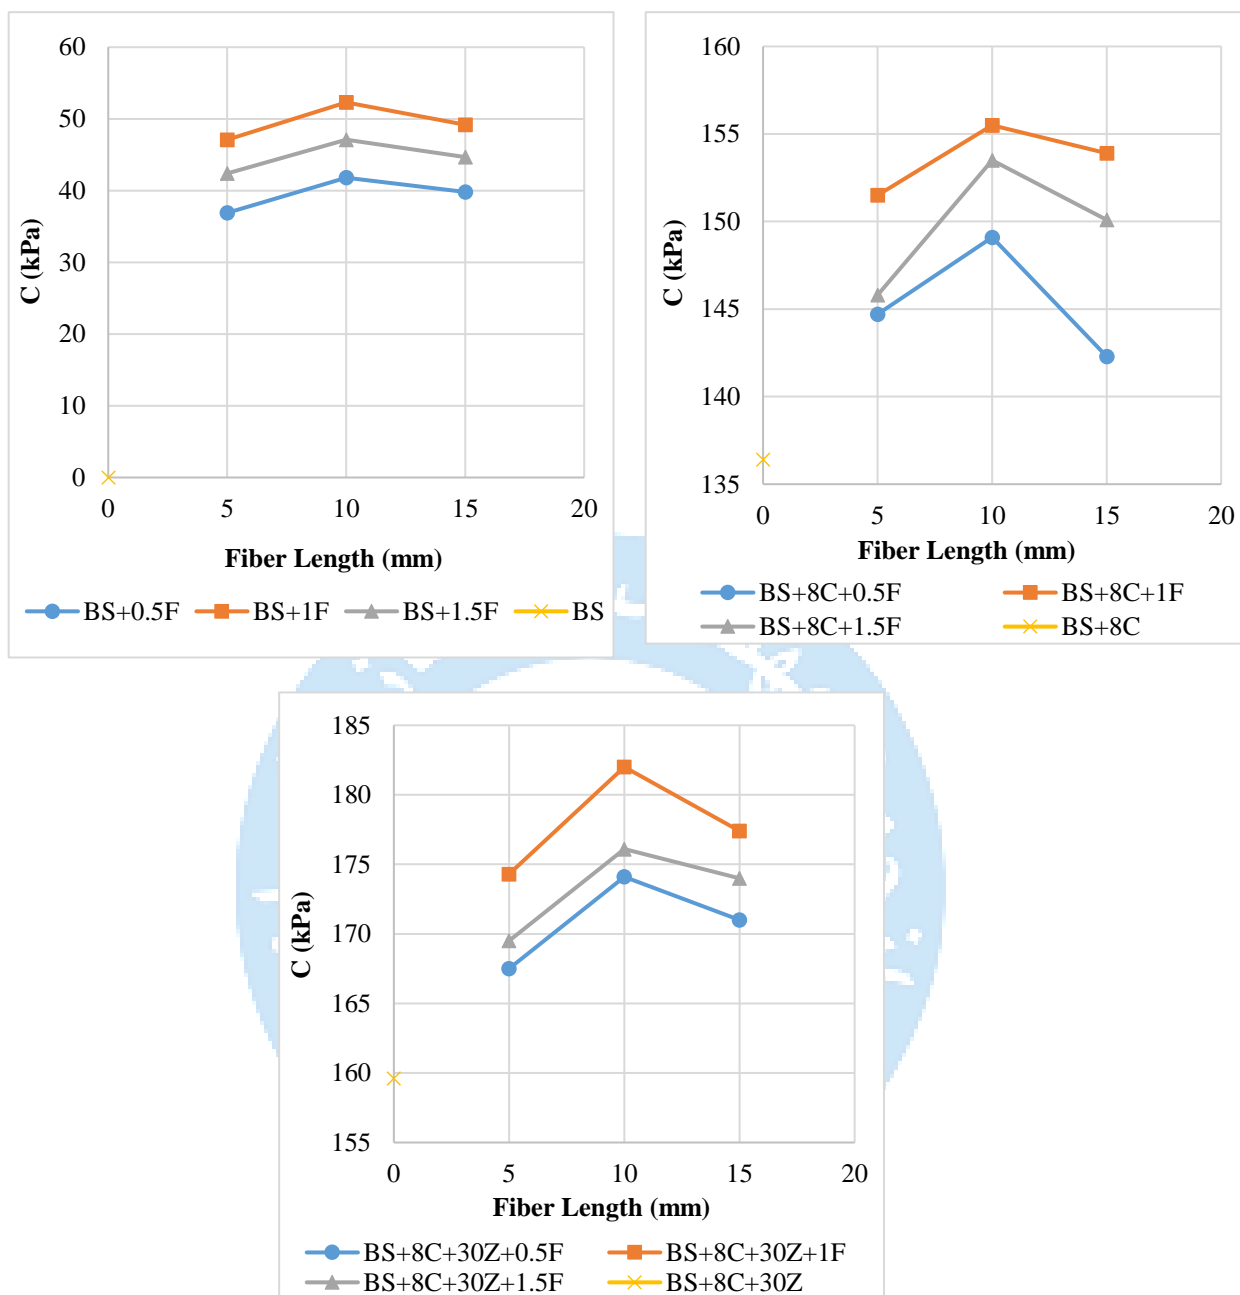 60
50
40
30
20
10
0
C (kPa)
0 5 10 15 20
Fiber Length (mm)
BS+0.5F BS+1F BS+1.5F BS
160
155
150
145
140
135
C (kPa)
0 5 10 15 20
Fiber Length (mm)
BS+8C+0.5F BS+8C+1F
BS+8C+1.5F BS+8C
185
180
175
170
165
160
155
C (kPa)
0 5 10 15 20
Fiber Length (mm)
BS+8C+30Z+0.5F BS+8C+30Z+1F
BS+8C+30Z+1.5F BS+8C+30Z